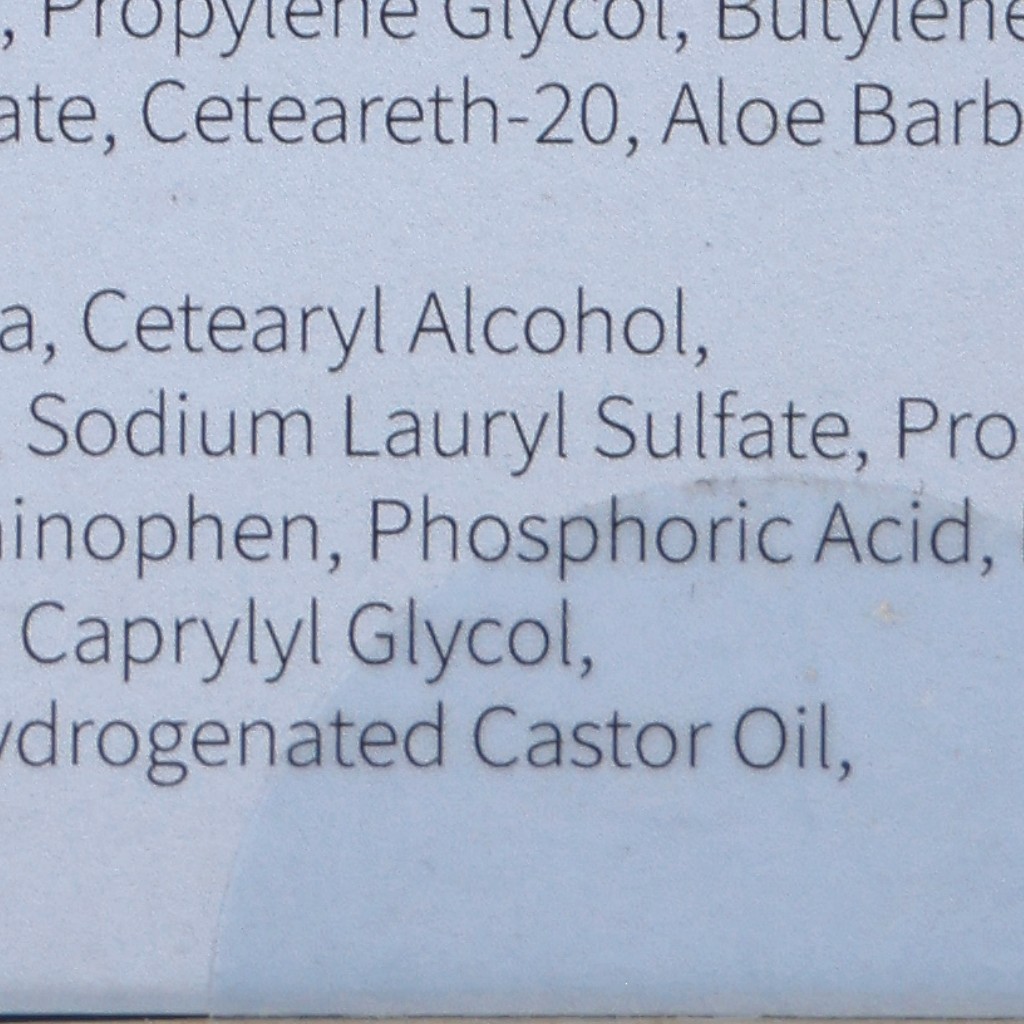 , Propylene Glycol, Butylene
ate, Ceteareth-20, Aloe Barb
a, Cetearyl Alcohol,
Sodium Lauryl Sulfate, Pro
inophen, Phosphoric Acid,
Caprylyl Glycol,
ydrogenated Castor Oil,